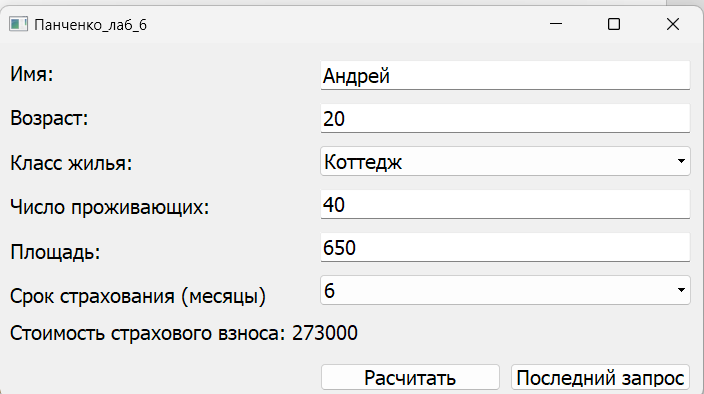 Панченко_лаб_6
Имя: Андрей
Возраст: 20
Класс жилья: Коттедж
Число проживающих: 40
Площадь: 650
Срок страхования (месяцы) 6
Стоимость страхового взноса: 273000
Расчитать Последний запрос